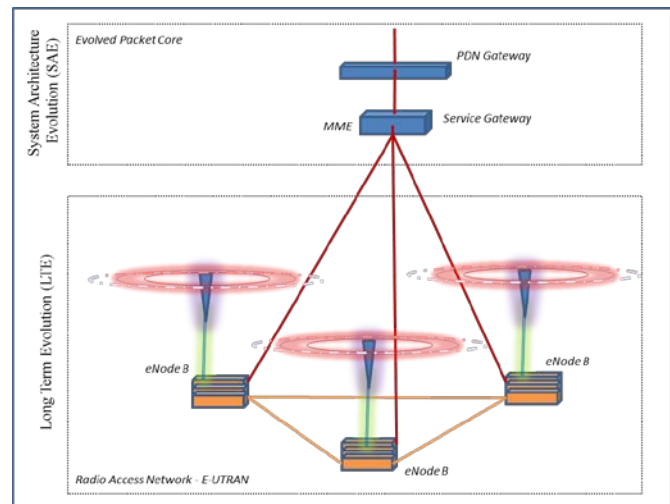 System Architecture
Evolution (SAE)
Evolved Packet Core
PDN Gateway
MME
Service Gateway
Long Term Evolution (LTE)
eNode B
eNode B
eNode B
Radio Access Network - E-UTRAN